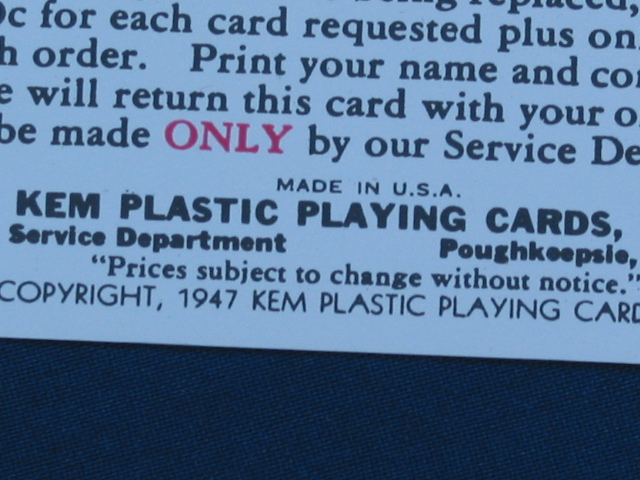 being replaced,
0c for each card requested plus on
h order. Print your name and co
e will return this card with your o
be made ONLY by our Service De
MADE IN U.S.A.
KEM PLASTIC PLAYING CARDS,
Service Department Poughkeepsie,
"Prices subject to change without notice."
COPYRIGHT, 1947 KEM PLASTIC PLAYING CARD